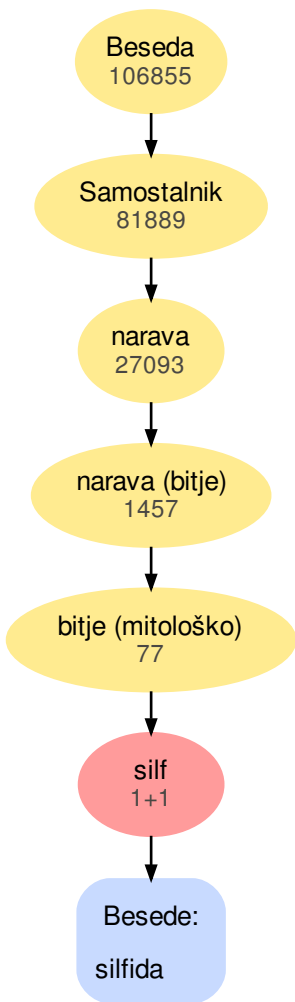 Beseda
106855
Samostalnik
81889
narava
27093
narava (bitje)
1457
bitje (mitološko)
77
silf
1+1
Besede:
silfida